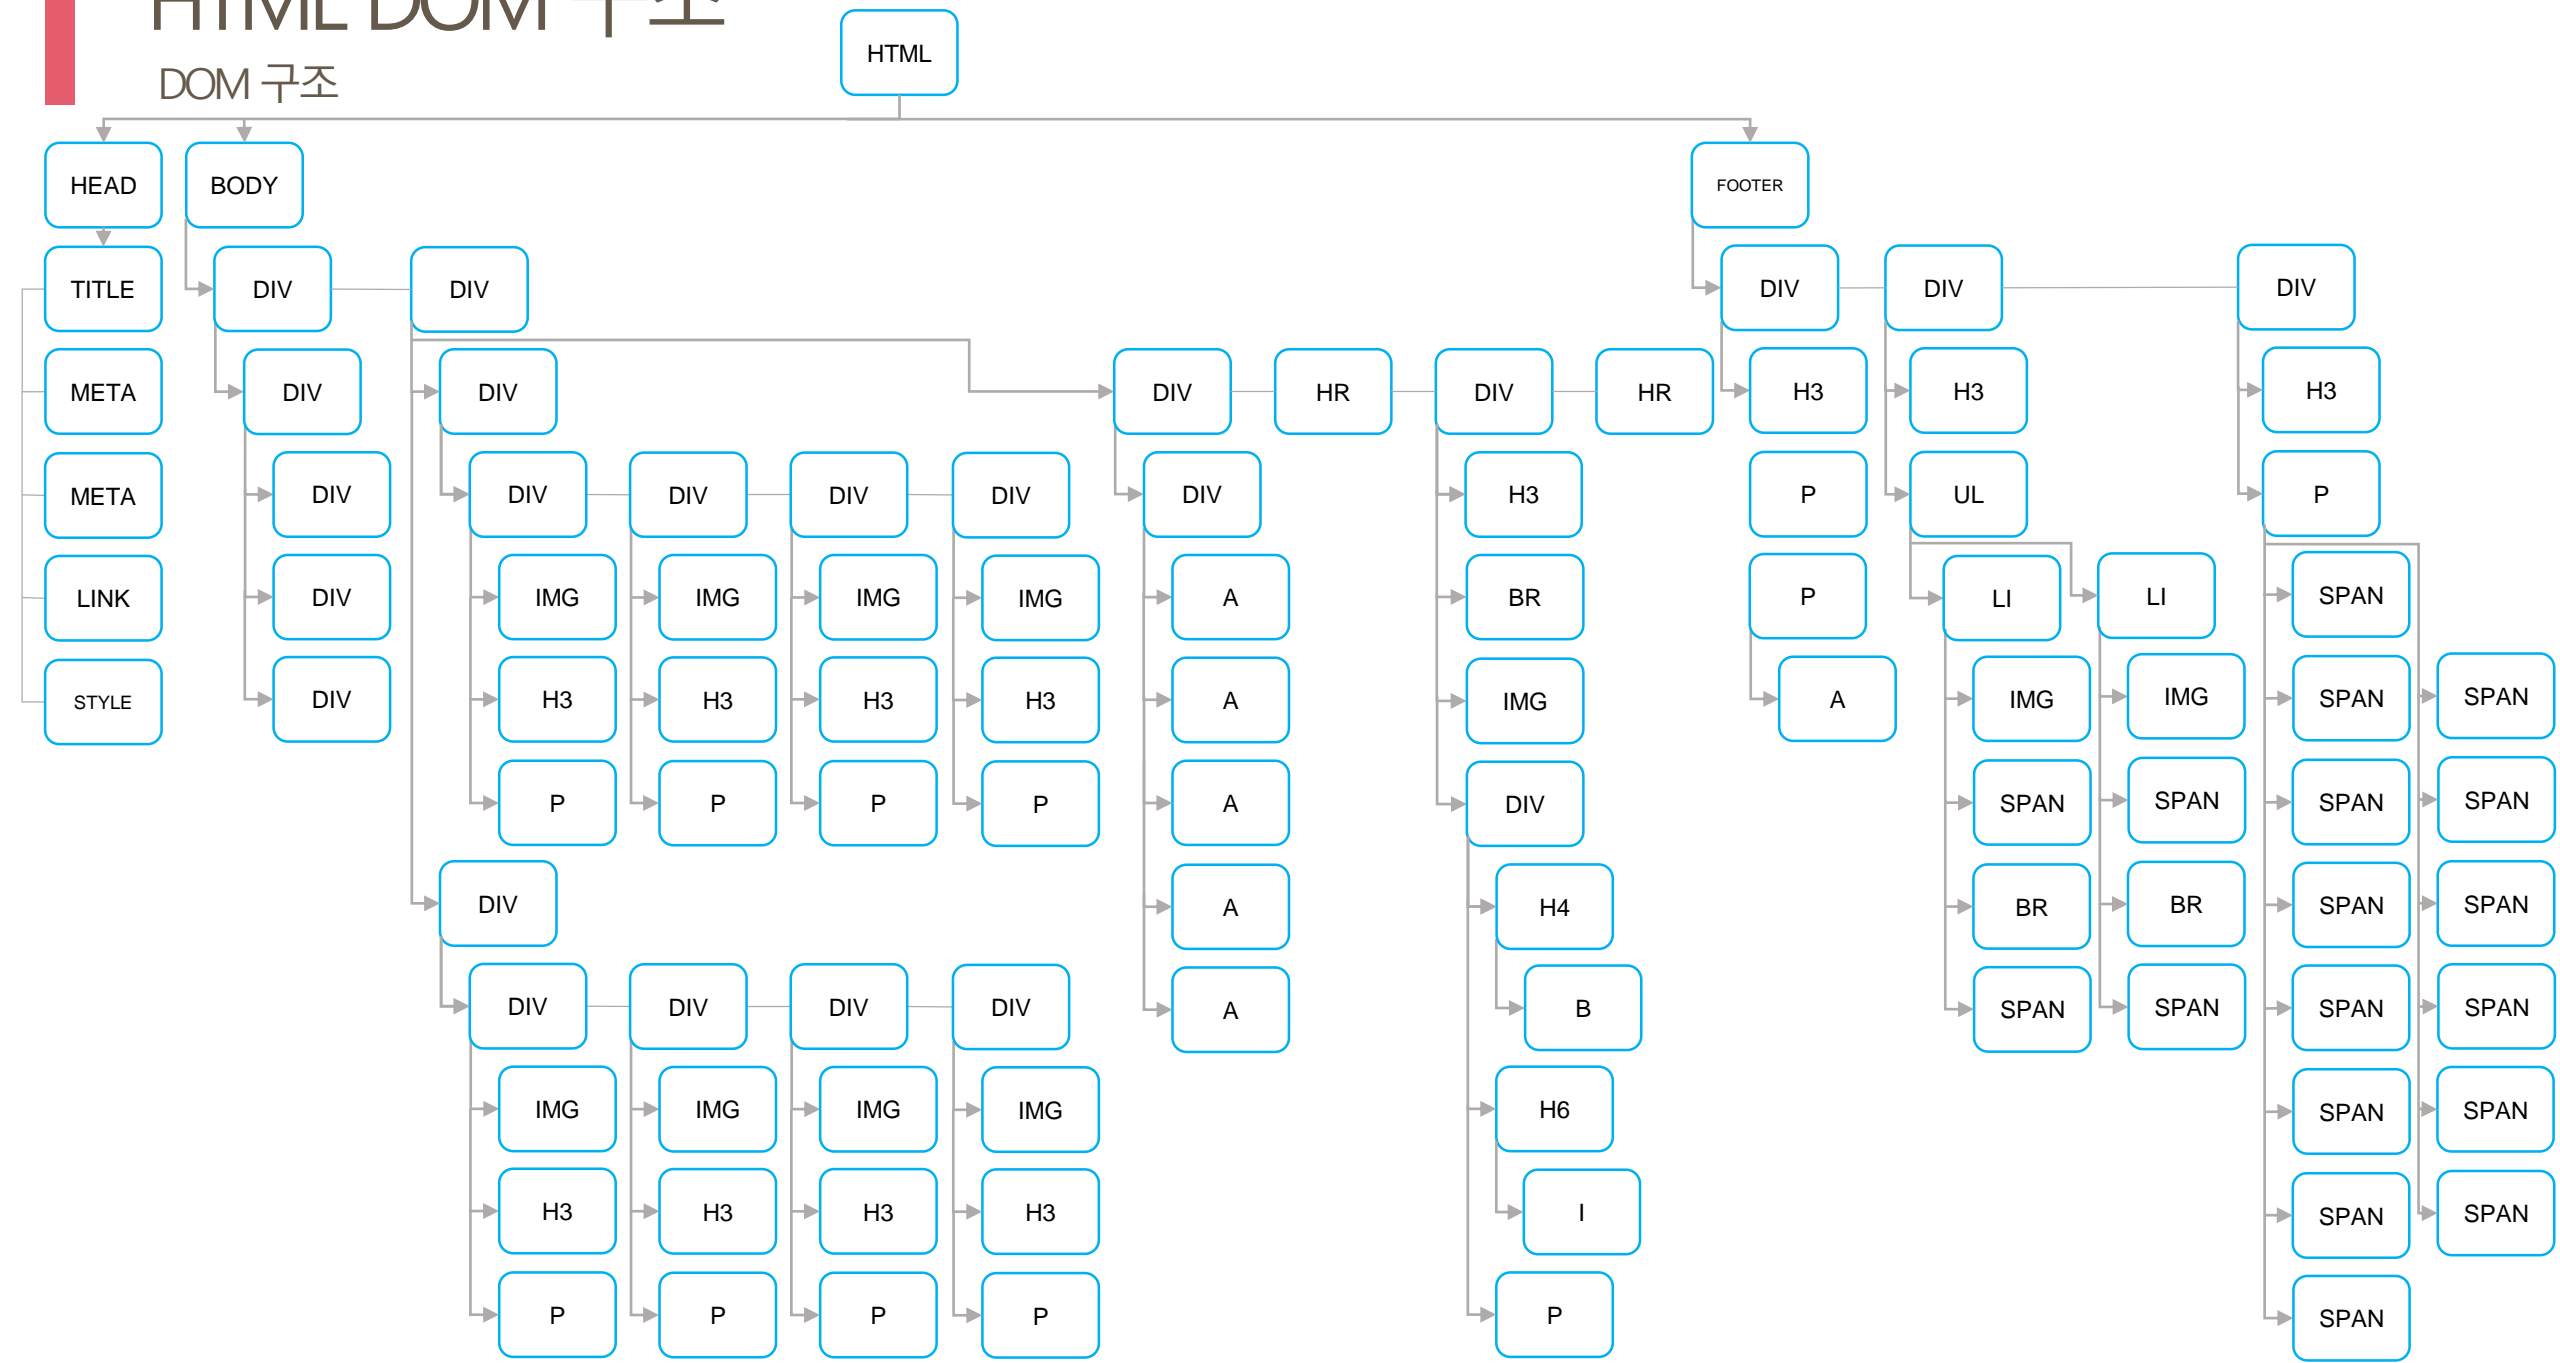 HTML DOM 구조
DOM 구조
HTML
HEAD BODY FOOTER
TITLE DIV DIV DIV DIV DIV
META DIV DIV DIV HR DIV HR H3 H3 H3
META DIV DIV DIV DIV DIV DIV H3 P UL P
LINK DIV IMG IMG IMG IMG A BR P LI LI SPAN
STYLE DIV H3 H3 H3 H3 A IMG A IMG IMG SPAN SPAN
P P P P A DIV SPAN SPAN SPAN SPAN
DIV A H4 BR BR SPAN SPAN
DIV DIV DIV DIV A B SPAN SPAN SPAN SPAN
IMG IMG IMG IMG H6 SPAN SPAN
H3 H3 H3 H3 I SPAN SPAN
P P P P P SPAN